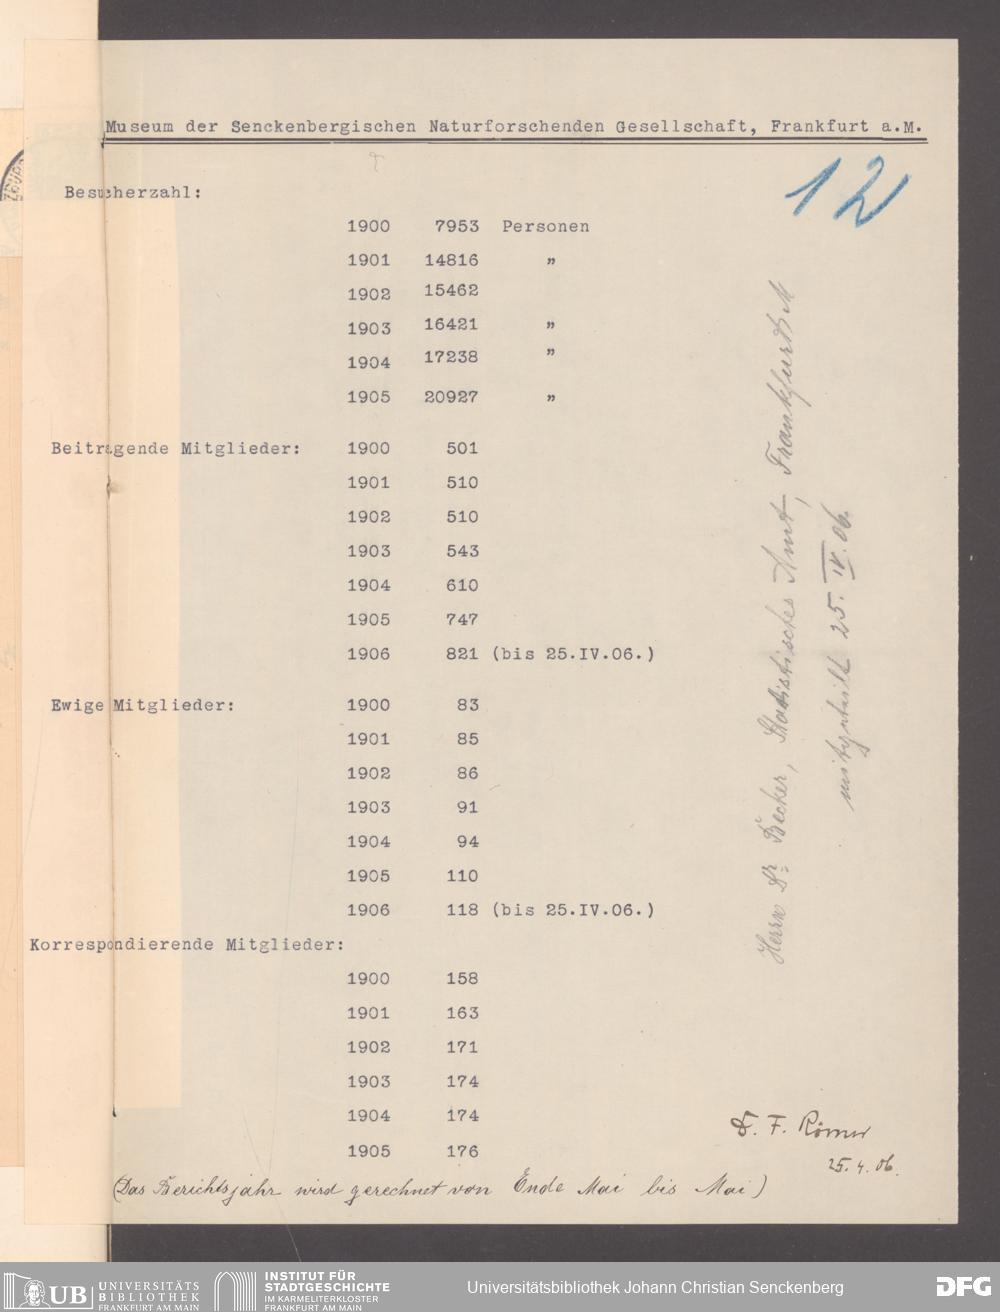 Museum der Senckenbergischen Naturforschenden Gesellschaft, Frankfurt a.M.
12
Besucherzahl:
1900 7953 Personen
1901 14816 "
1902 15462
1903 16421 "
1904 17238 "
1905 20927 "
Beitragende Mitglieder: 1900 501
1901 510
1902 510
1903 543
1904 610
1905 747
1906 821 (bis 25.IV.06.)
Ewige Mitglieder: 1900 83
1901 85
1902 86
1903 91
1904 94
1905 110
1906 118 (bis 25.IV.06.)
Korrespondierende Mitglieder:
1900 158
1901 163
1902 171
1903 174
1904 174
1905 176
(Das Berichtsjahr wird gerechnet von Ende Mai bis Mai)
Herrn Dr. Becker, Statistisches Amt, Frankfurt a M
mitgeteilt 25. IV. 06.
F. Römer
25. 4. 06.
UB UNIVERSITÄTS
BIBLIOTHEK
FRANKFURT AM MAIN
INSTITUT FÜR
STADTGESCHICHTE
IM KARMELITERKLOSTER
FRANKFURT AM MAIN
Universitätsbibliothek Johann Christian Senckenberg
DFG